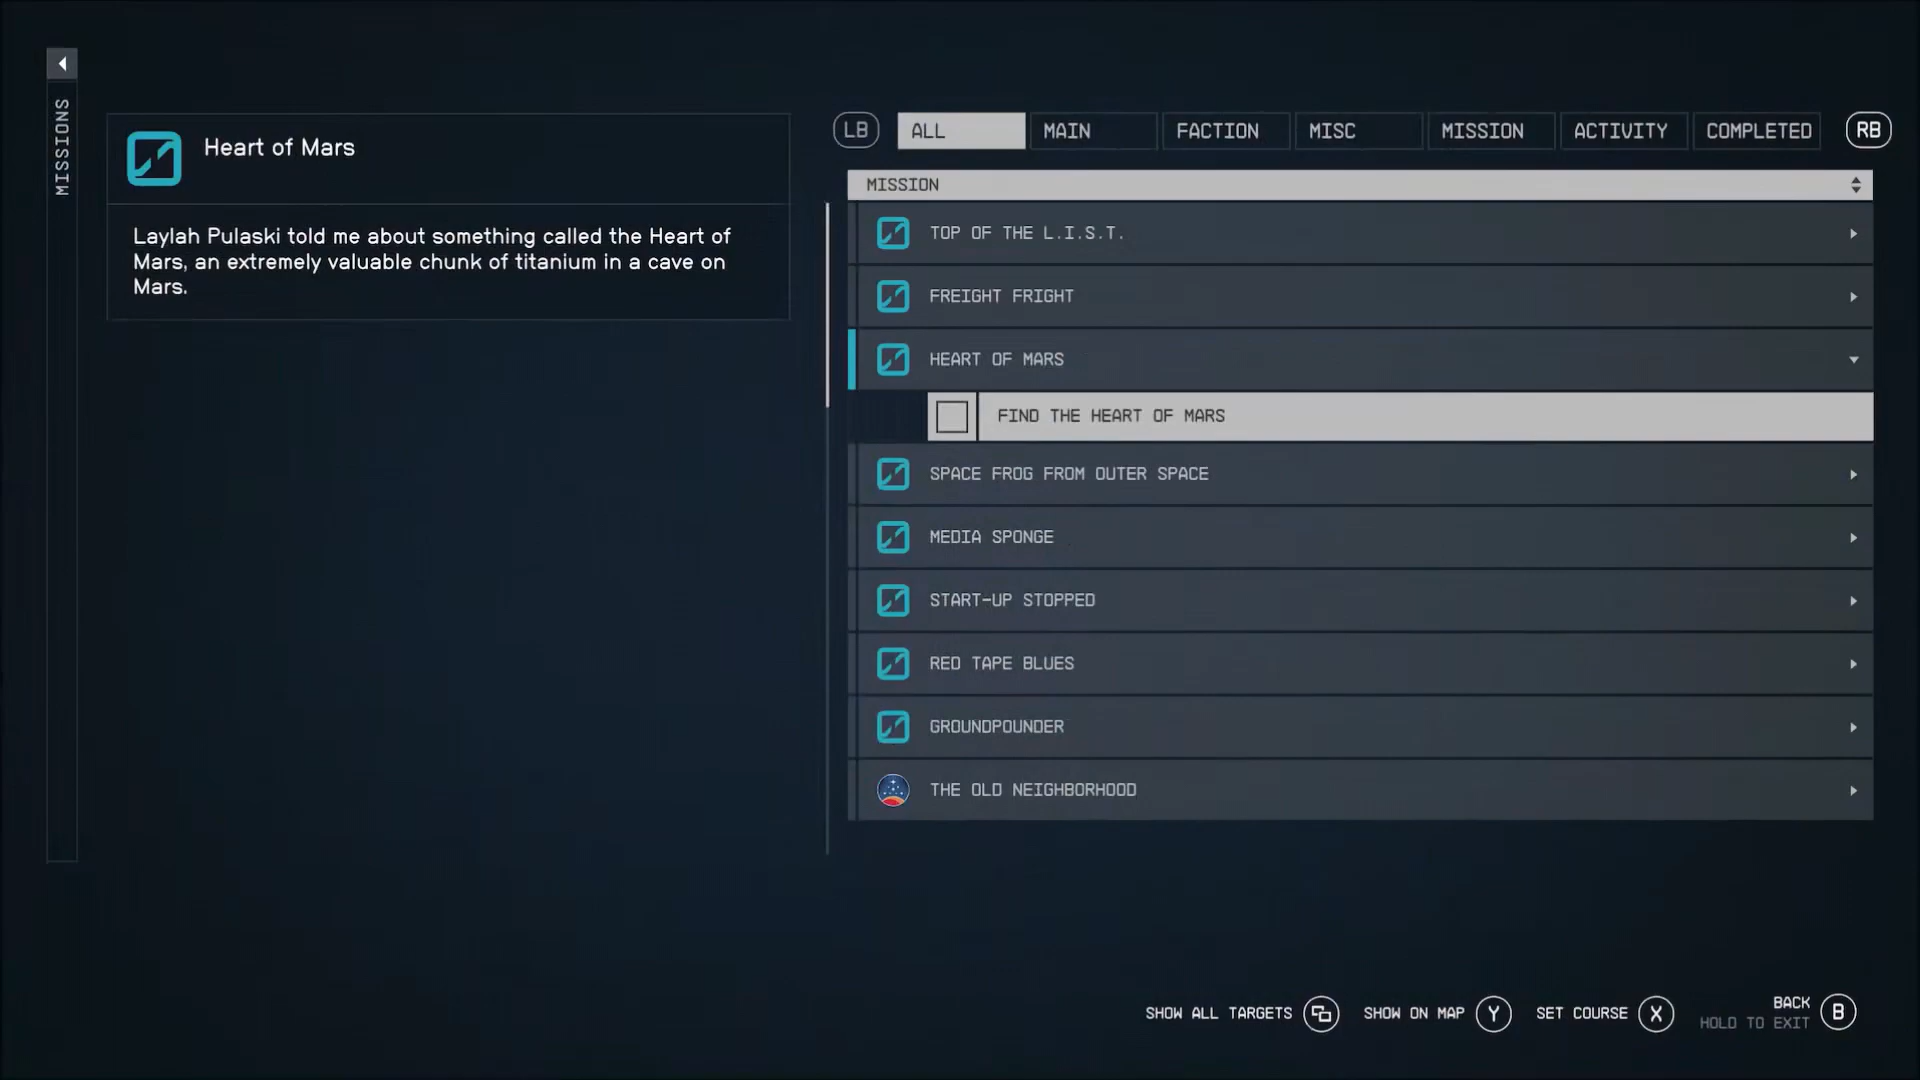 MISSIONS
Heart of Mars
Laylah Pulaski told me about something called the Heart of
Mars, an extremely valuable chunk of titanium in a cave on
Mars.
LB
ALL
MAIN
FACTION
MISC
MISSION
ACTIVITY
COMPLETED
RB
MISSION
TOP OF THE L.I.S.T.
FREIGHT FRIGHT
HEART OF MARS
FIND THE HEART OF MARS
SPACE FROG FROM OUTER SPACE
MEDIA SPONGE
START-UP STOPPED
RED TAPE BLUES
GROUNDPOUNDER
THE OLD NEIGHBORHOOD
SHOW ALL TARGETS
SHOW ON MAP Y
SET COURSE X
BACK B
HOLD TO EXIT